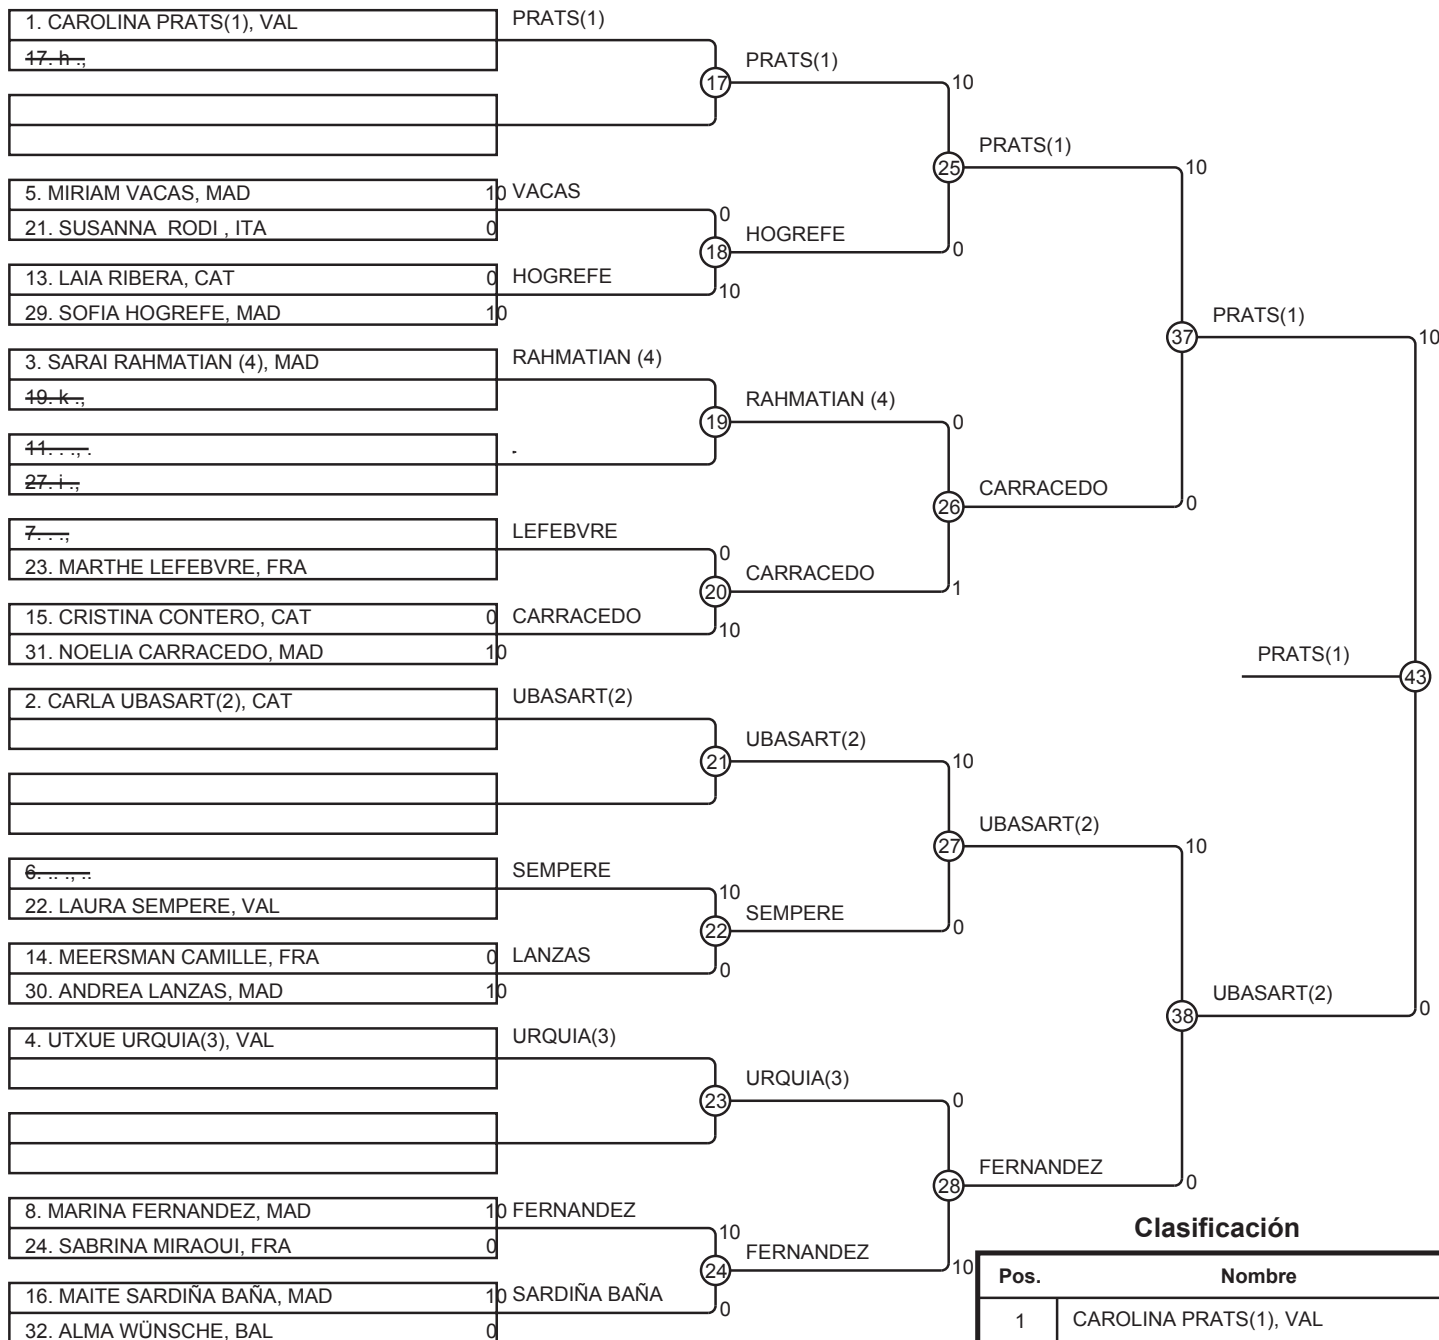 1. CAROLINA PRATS(1), VAL
17. h .,
5. MIRIAM VACAS, MAD 10
21. SUSANNA  RODI , ITA 0
13. LAIA RIBERA, CAT 0
29. SOFIA HOGREFE, MAD 10
3. SARAI RAHMATIAN (4), MAD
19. k .,
11. . ., .
27. i .,
7. . .,
23. MARTHE LEFEBVRE, FRA
15. CRISTINA CONTERO, CAT 0
31. NOELIA CARRACEDO, MAD 10
2. CARLA UBASART(2), CAT
6. .. ., ..
22. LAURA SEMPERE, VAL
14. MEERSMAN CAMILLE, FRA 0
30. ANDREA LANZAS, MAD 10
4. UTXUE URQUIA(3), VAL
8. MARINA FERNANDEZ, MAD 10
24. SABRINA MIRAOUI, FRA 0
16. MAITE SARDIÑA BAÑA, MAD 10
32. ALMA WÜNSCHE, BAL 0
PRATS(1)
17
VACAS 0
18
HOGREFE 10
RAHMATIAN (4)
19
.
LEFEBVRE 0
20
CARRACEDO 10
UBASART(2)
21
SEMPERE 10
22
LANZAS 0
URQUIA(3)
23
FERNANDEZ 10
24
SARDIÑA BAÑA 0
PRATS(1) 10
25
HOGREFE 0
RAHMATIAN (4) 0
26
CARRACEDO 1
UBASART(2) 10
27
SEMPERE 0
URQUIA(3) 0
28
FERNANDEZ 10
PRATS(1) 10
37
CARRACEDO 0
UBASART(2) 10
38
FERNANDEZ 0
PRATS(1) 10
PRATS(1) 43
UBASART(2) 0
Clasificación
Pos. Nombre
1 CAROLINA PRATS(1), VAL